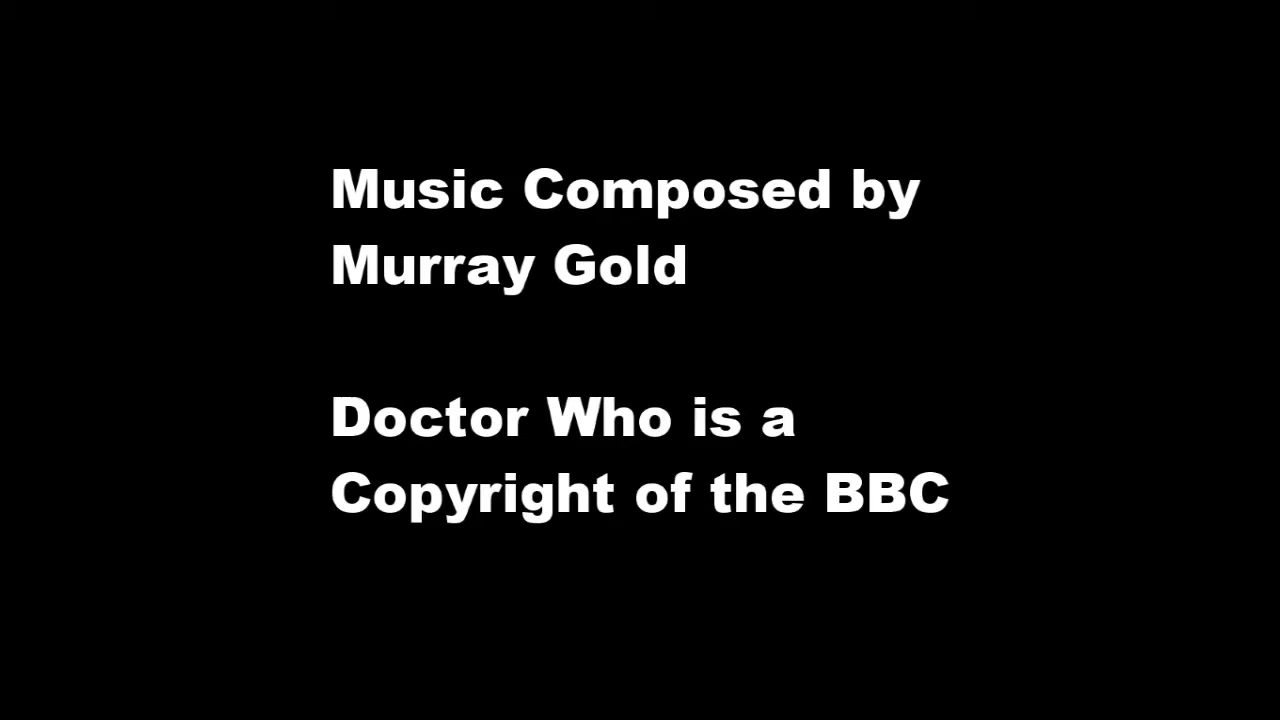 Music Composed by
Murray Gold
Doctor Who is a
Copyright of the BBC